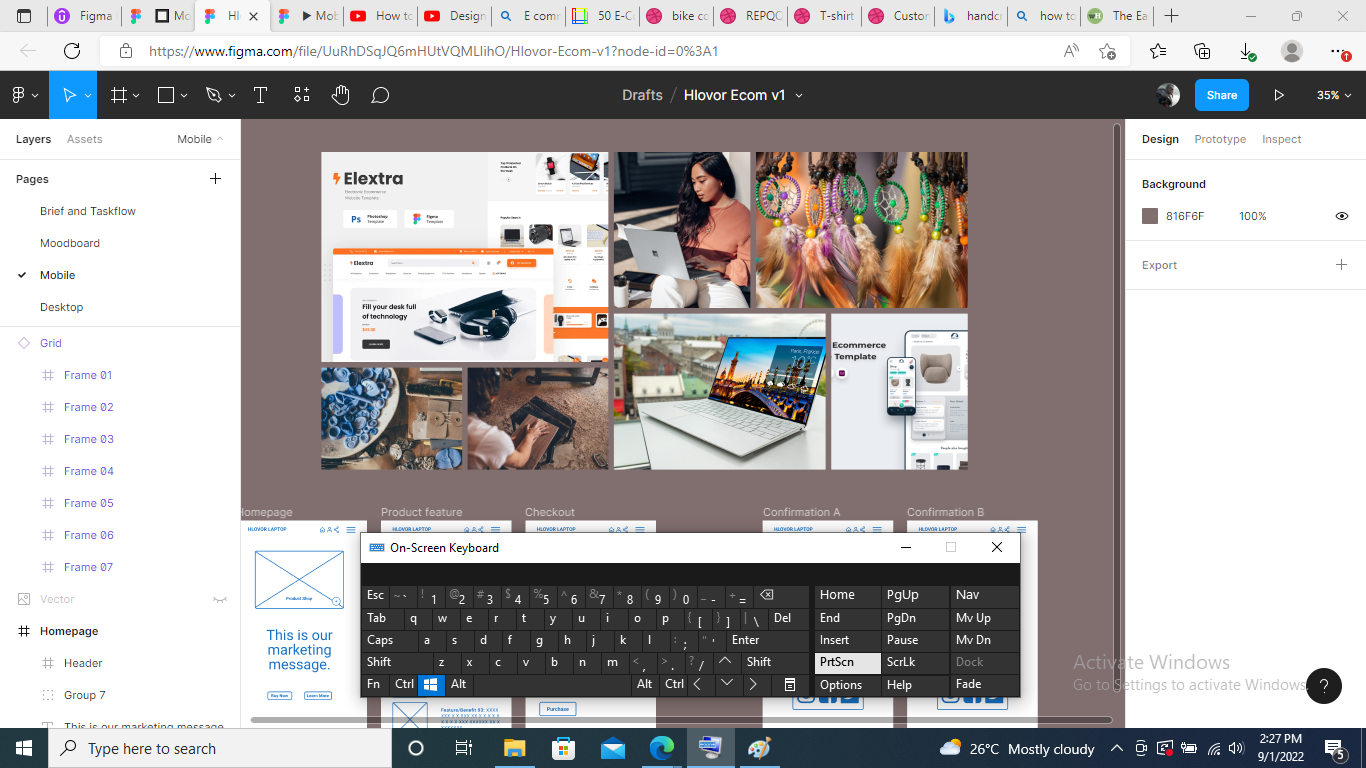 Figma
Mo
Hlo
Mob
How to
Design
E comm
50 E-C
bike co
REPQC
T-shirt
Custor
handcr
how to
The Ea
https://www.figma.com/file/UuRhDSqJQ6mHUtVQMLlihO/Hlovor-Ecom-v1?node-id=0%3A1
Drafts / Hlovor Ecom v1
Share
35%
Layers Assets Mobile
Pages
Brief and Taskflow
Moodboard
Mobile
Desktop
Grid
Frame 01
Frame 02
Frame 03
Frame 04
Frame 05
Frame 06
Frame 07
Vector
Homepage
Header
Group 7
This is our marketing message
Elextra
Electronic Ecommerce
Website Template
Ps Photoshop
Template
Figma
Template
Elextra
Fill your desk full
of technology
Paris, France
Ecommerce
Template
Homepage
Product feature
Checkout
Confirmation A
Confirmation B
HLOVOR LAPTOP
HLOVOR LAPTOP
HLOVOR LAPTOP
HLOVOR LAPTOP
HLOVOR LAPTOP
Product Shop
This is our
marketing
message.
Buy Now Learn More
Purchase
On-Screen Keyboard
Esc ~ ` ! 1 @ 2 # 3 $ 4 % 5 ^ 6 & 7 * 8 ( 9 ) 0 _ - + = Home PgUp Nav
Tab q w e r t y u i o p { [ } ] | \ Del End PgDn Mv Up
Caps a s d f g h j k l : ; " ' Enter Insert Pause Mv Dn
Shift z x c v b n m < , > . ? / Shift PrtScn ScrLk Dock
Fn Ctrl Alt Alt Ctrl Options Help Fade
Design Prototype Inspect
Background
816F6F 100%
Export
Activate Windows
Go to Settings to activate Windows.
?
Type here to search
26°C Mostly cloudy
2:27 PM
9/1/2022
5